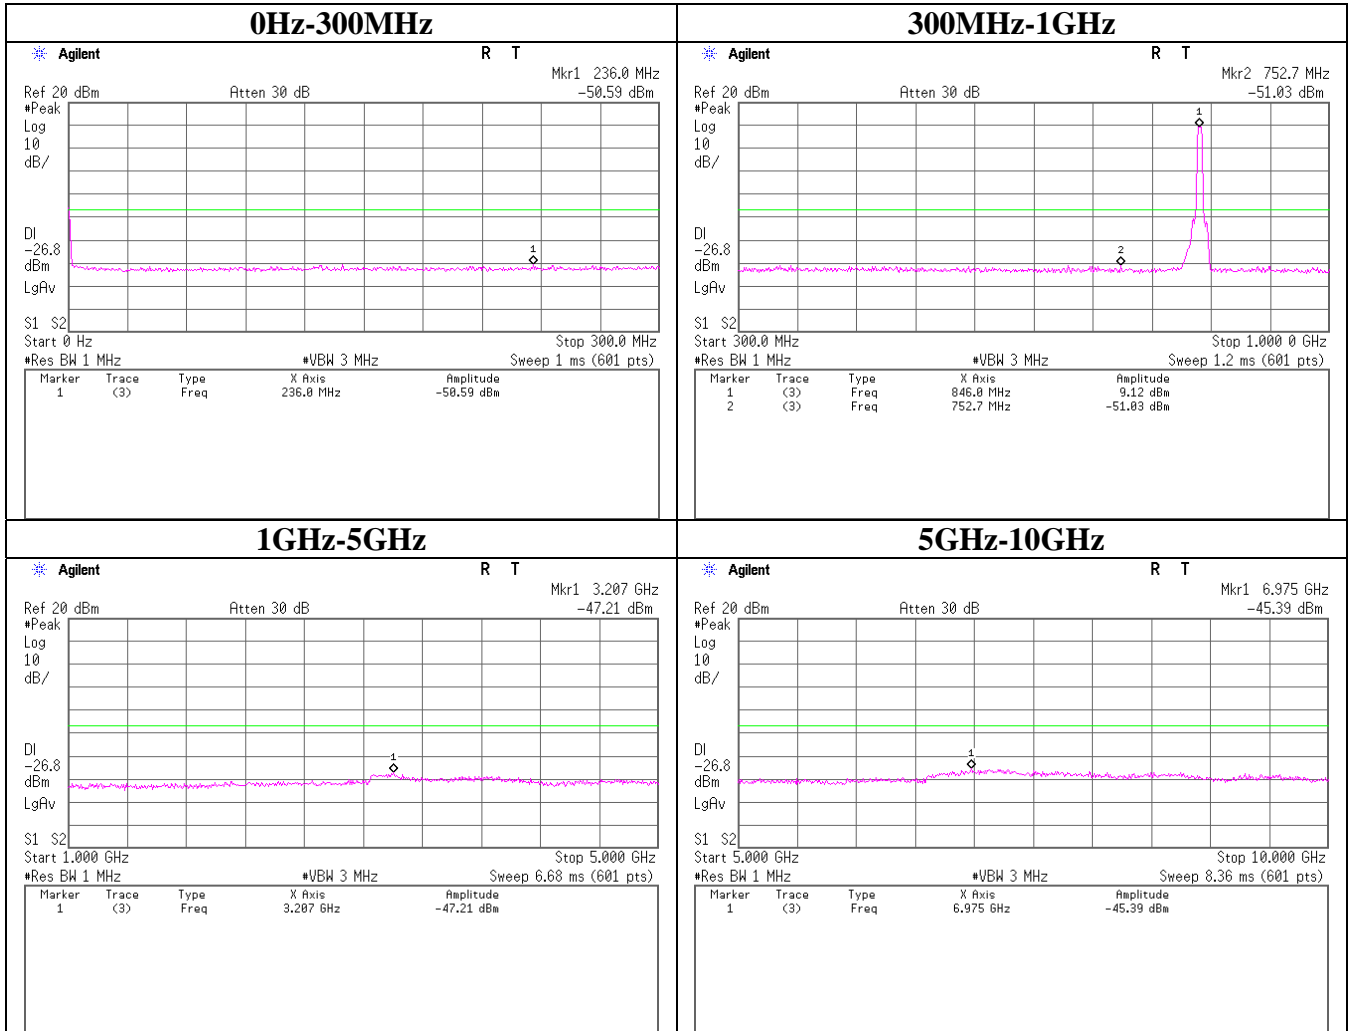 0Hz-300MHz
Agilent R T
Mkr1 236.0 MHz
Ref 20 dBm Atten 30 dB -50.59 dBm
#Peak
Log
10
dB/
1
DI
-26.8
dBm
LgAv
S1 S2
Start 0 Hz Stop 300.0 MHz
#Res BW 1 MHz #VBW 3 MHz Sweep 1 ms (601 pts)
Marker Trace Type X Axis Amplitude
1 (3) Freq 236.0 MHz -50.59 dBm
300MHz-1GHz
Agilent R T
Mkr2 752.7 MHz
Ref 20 dBm Atten 30 dB -51.03 dBm
#Peak
Log
10
dB/
1
2
DI
-26.8
dBm
LgAv
S1 S2
Start 300.0 MHz Stop 1.000 0 GHz
#Res BW 1 MHz #VBW 3 MHz Sweep 1.2 ms (601 pts)
Marker Trace Type X Axis Amplitude
1 (3) Freq 846.0 MHz 9.12 dBm
2 (3) Freq 752.7 MHz -51.03 dBm
1GHz-5GHz
Agilent R T
Mkr1 3.207 GHz
Ref 20 dBm Atten 30 dB -47.21 dBm
#Peak
Log
10
dB/
1
DI
-26.8
dBm
LgAv
S1 S2
Start 1.000 GHz Stop 5.000 GHz
#Res BW 1 MHz #VBW 3 MHz Sweep 6.68 ms (601 pts)
Marker Trace Type X Axis Amplitude
1 (3) Freq 3.207 GHz -47.21 dBm
5GHz-10GHz
Agilent R T
Mkr1 6.975 GHz
Ref 20 dBm Atten 30 dB -45.39 dBm
#Peak
Log
10
dB/
1
DI
-26.8
dBm
LgAv
S1 S2
Start 5.000 GHz Stop 10.000 GHz
#Res BW 1 MHz #VBW 3 MHz Sweep 8.36 ms (601 pts)
Marker Trace Type X Axis Amplitude
1 (3) Freq 6.975 GHz -45.39 dBm